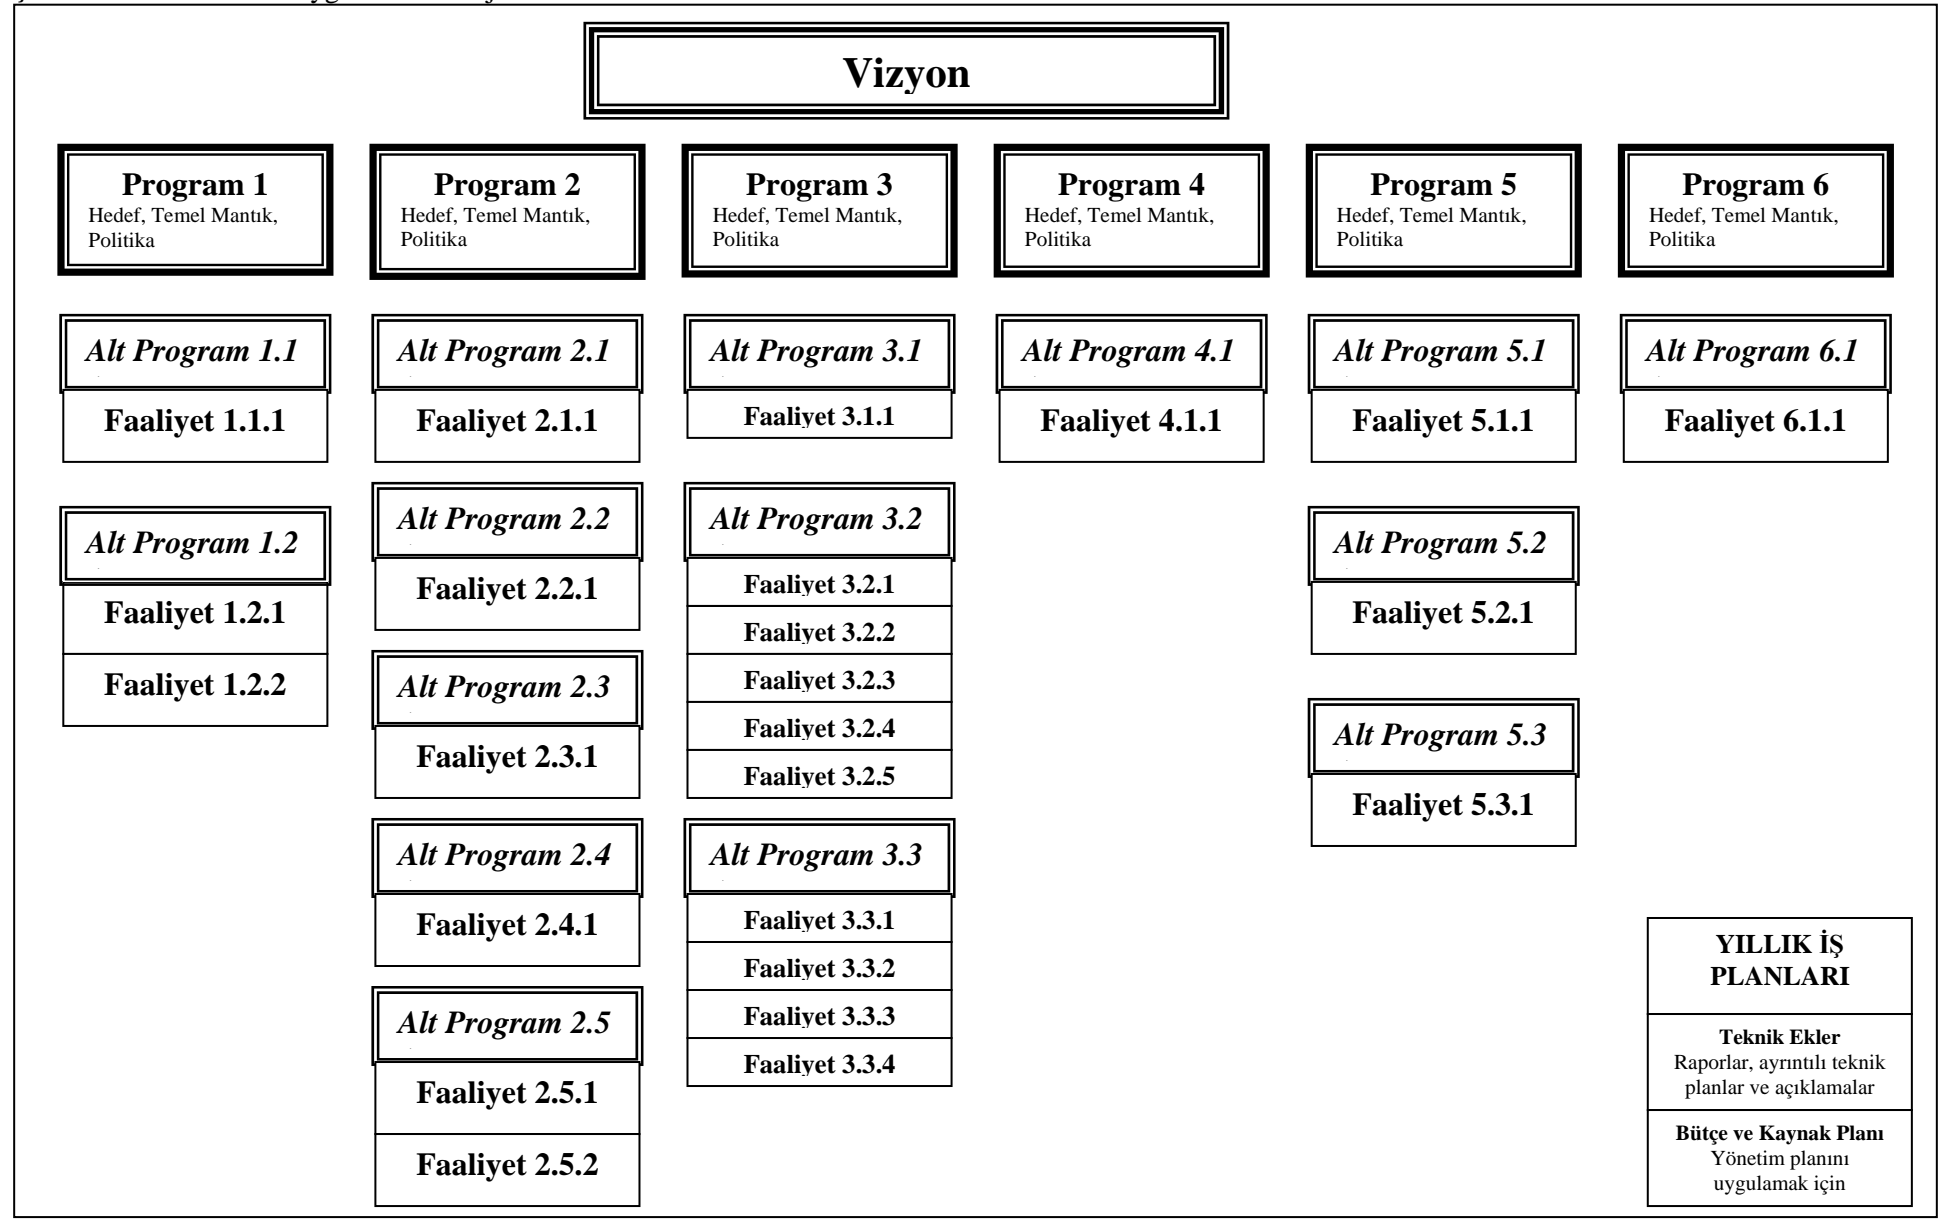 Vizyon
Program 1
Hedef, Temel Mantık,
Politika
Program 2
Hedef, Temel Mantık,
Politika
Program 3
Hedef, Temel Mantık,
Politika
Program 4
Hedef, Temel Mantık,
Politika
Program 5
Hedef, Temel Mantık,
Politika
Program 6
Hedef, Temel Mantık,
Politika
Alt Program 1.1
Faaliyet 1.1.1
Alt Program 1.2
Faaliyet 1.2.1
Faaliyet 1.2.2
Alt Program 2.1
Faaliyet 2.1.1
Alt Program 2.2
Faaliyet 2.2.1
Alt Program 2.3
Faaliyet 2.3.1
Alt Program 2.4
Faaliyet 2.4.1
Alt Program 2.5
Faaliyet 2.5.1
Faaliyet 2.5.2
Alt Program 3.1
Faaliyet 3.1.1
Alt Program 3.2
Faaliyet 3.2.1
Faaliyet 3.2.2
Faaliyet 3.2.3
Faaliyet 3.2.4
Faaliyet 3.2.5
Alt Program 3.3
Faaliyet 3.3.1
Faaliyet 3.3.2
Faaliyet 3.3.3
Faaliyet 3.3.4
Alt Program 4.1
Faaliyet 4.1.1
Alt Program 5.1
Faaliyet 5.1.1
Alt Program 5.2
Faaliyet 5.2.1
Alt Program 5.3
Faaliyet 5.3.1
Alt Program 6.1
Faaliyet 6.1.1
YILLIK İŞ
PLANLARI
Teknik Ekler
Raporlar, ayrıntılı teknik
planlar ve açıklamalar
Bütçe ve Kaynak Planı
Yönetim planını
uygulamak için